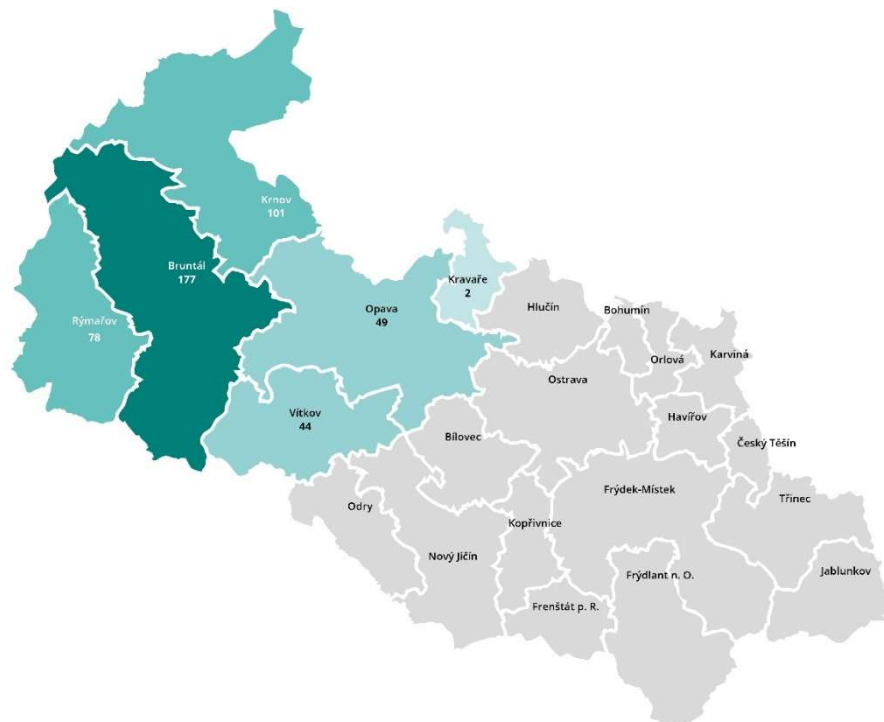 Krnov
101
Bruntál
177
Kravaře
2
Opava
49
Hlučín
Bohumín
Rýmařov
78
Orlová
Karviná
Ostrava
Vítkov
44
Havířov
Bílovec
Český Těšín
Frýdek-Místek
Třinec
Odry
Kopřivnice
Nový Jičín
Frýdlant n. O.
Jablunkov
Frenštát p. R.